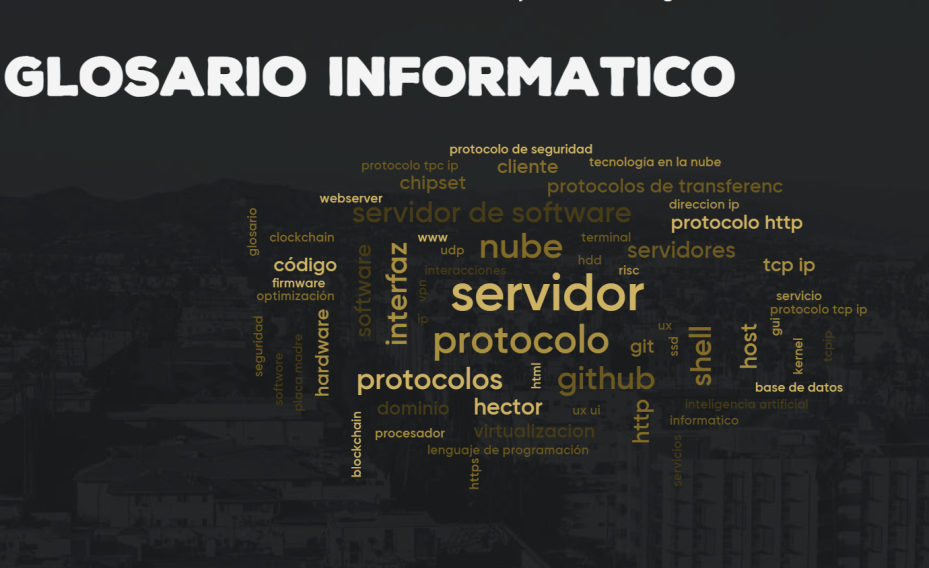 GLOSARIO INFORMATICO
protocolo de seguridad
protocolo tpc ip
cliente
tecnología en la nube
chipset
protocolos de transferenc
webserver
direccion ip
servidor de software
protocolo http
glosario
clockchain
www
udp
nube
terminal
servidores
código
software
interfaz
interacciones
hdd
risc
tcp ip
firmware
optimización
vpn
servidor
servicio
protocolo tcp ip
ip
seguridad
hardware
protocolo
ux
git
ssd
shell
host
gui
kernel
tcpip
softwore
placa madre
protocolos
html
github
base de datos
dominio
hector
ux ui
http
inteligencia artificial
informatico
blockchain
procesador
virtualizacion
lenguaje de programación
https
servicios